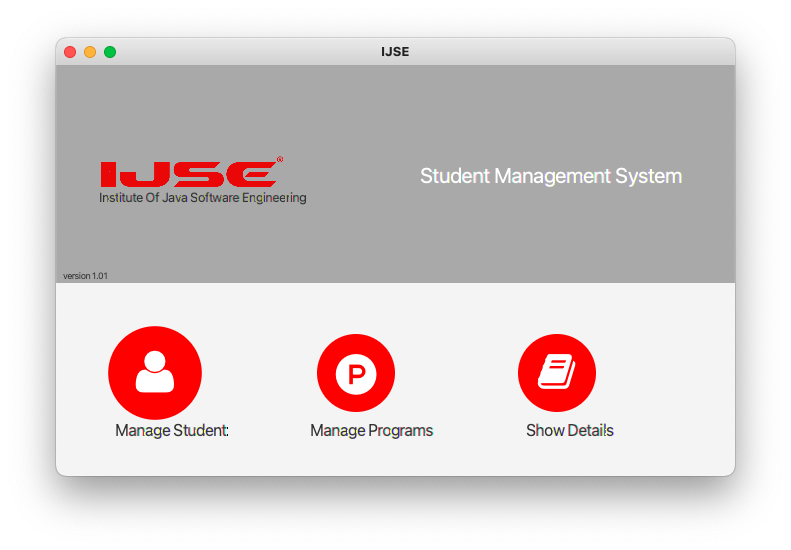 IJSE
IJSE®
Institute Of Java Software Engineering
Student Management System
version 1.01
P
Manage Student:
Manage Programs
Show Details